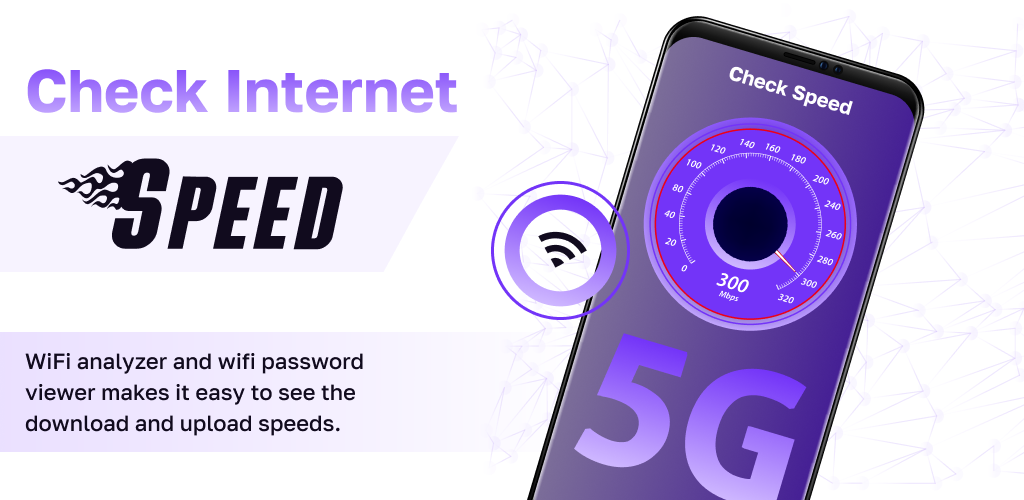 Check Internet
SPEED
WiFi analyzer and wifi password
viewer makes it easy to see the
download and upload speeds.
Check Speed
0
20
40
80
100
120
140
160
180
200
240
260
280
300
320
300
Mbps
5G